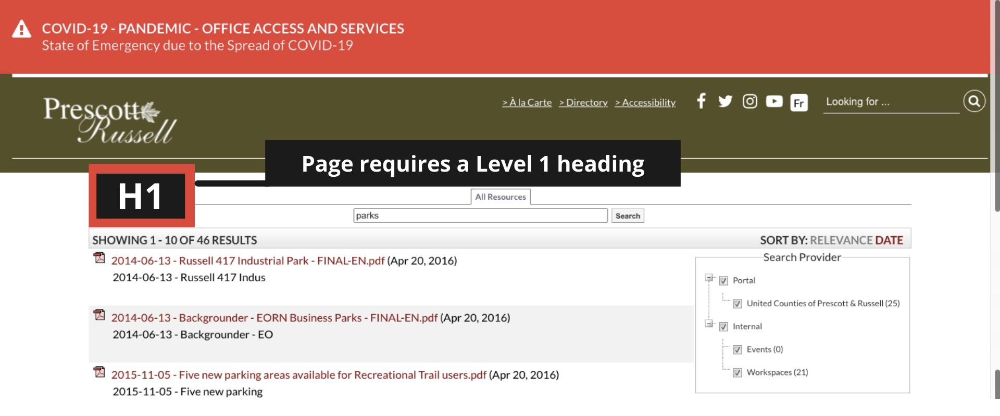 COVID-19 - PANDEMIC - OFFICE ACCESS AND SERVICES
State of Emergency due to the Spread of COVID-19
Prescott
Russell
> À la Carte > Directory > Accessibility
Fr
Looking for ...
Page requires a Level 1 heading
H1
All Resources
parks
Search
SHOWING 1 - 10 OF 46 RESULTS
SORT BY: RELEVANCE DATE
2014-06-13 - Russell 417 Industrial Park - FINAL-EN.pdf (Apr 20, 2016)
2014-06-13 - Russell 417 Indus
2014-06-13 - Backgrounder - EORN Business Parks - FINAL-EN.pdf (Apr 20, 2016)
2014-06-13 - Backgrounder - EO
2015-11-05 - Five new parking areas available for Recreational Trail users.pdf (Apr 20, 2016)
2015-11-05 - Five new parking
Search Provider
Portal
United Counties of Prescott & Russell (25)
Internal
Events (0)
Workspaces (21)